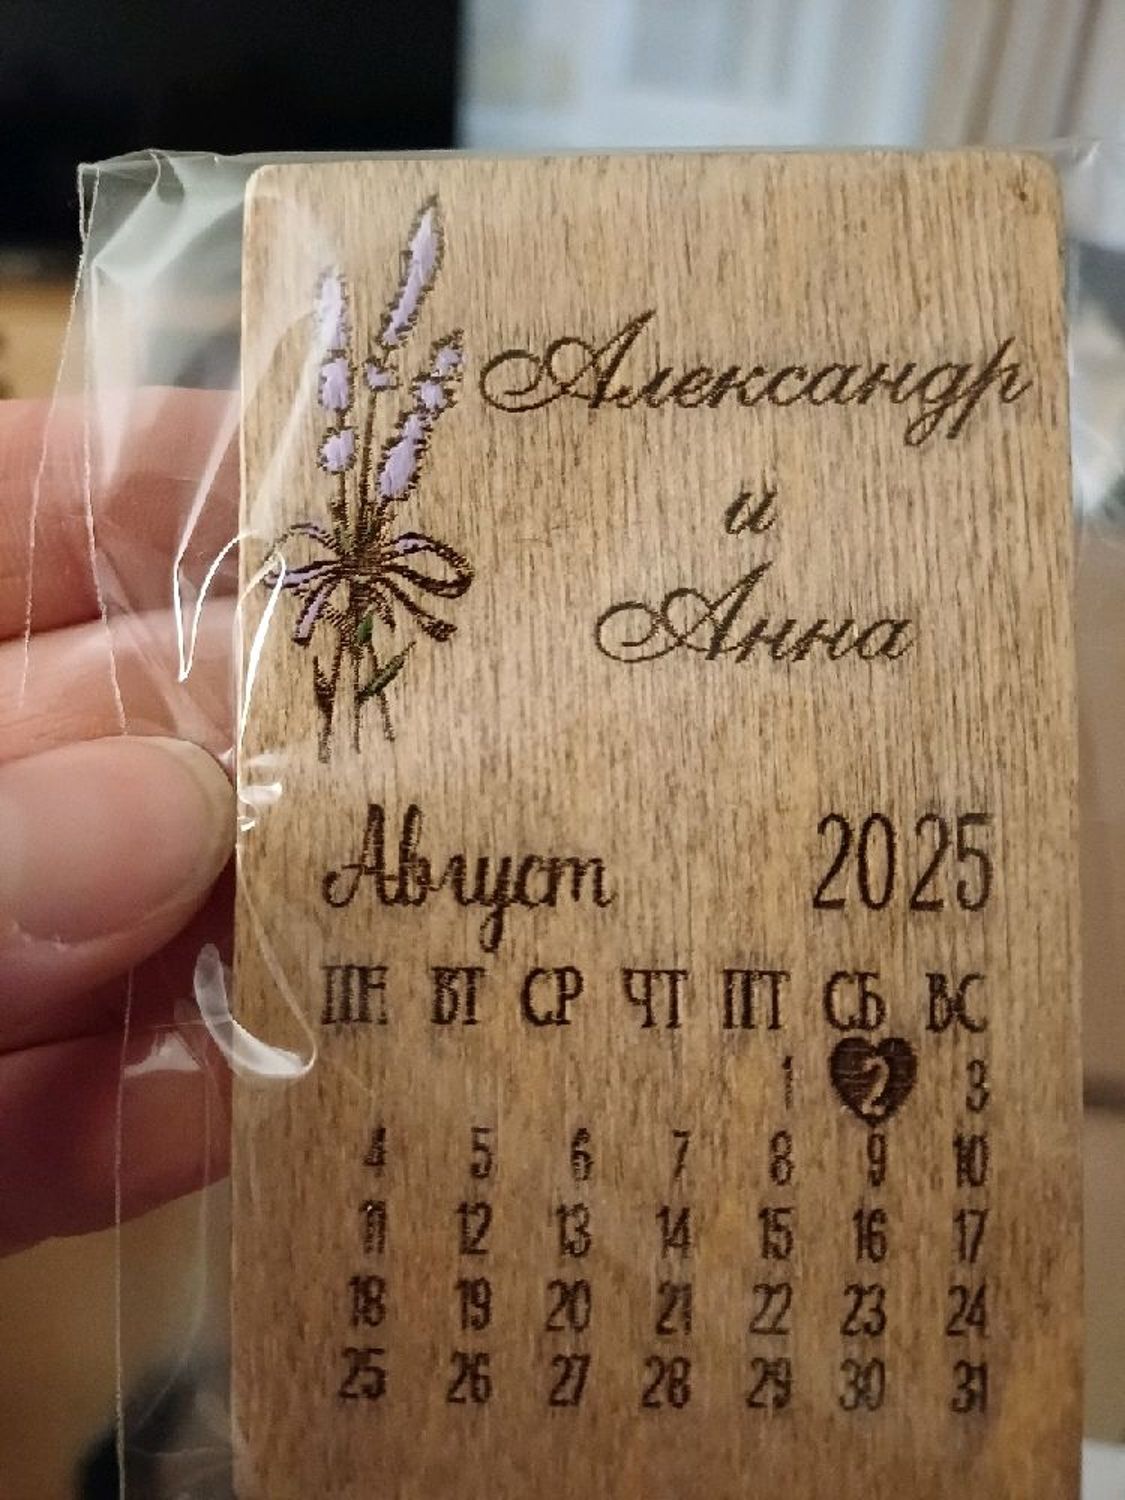 Александр
и
Анна
Август 2025
ПН ВТ СР ЧТ ПТ СБ ВС
1 2 3
4 5 6 7 8 9 10
11 12 13 14 15 16 17
18 19 20 21 22 23 24
25 26 27 28 29 30 31